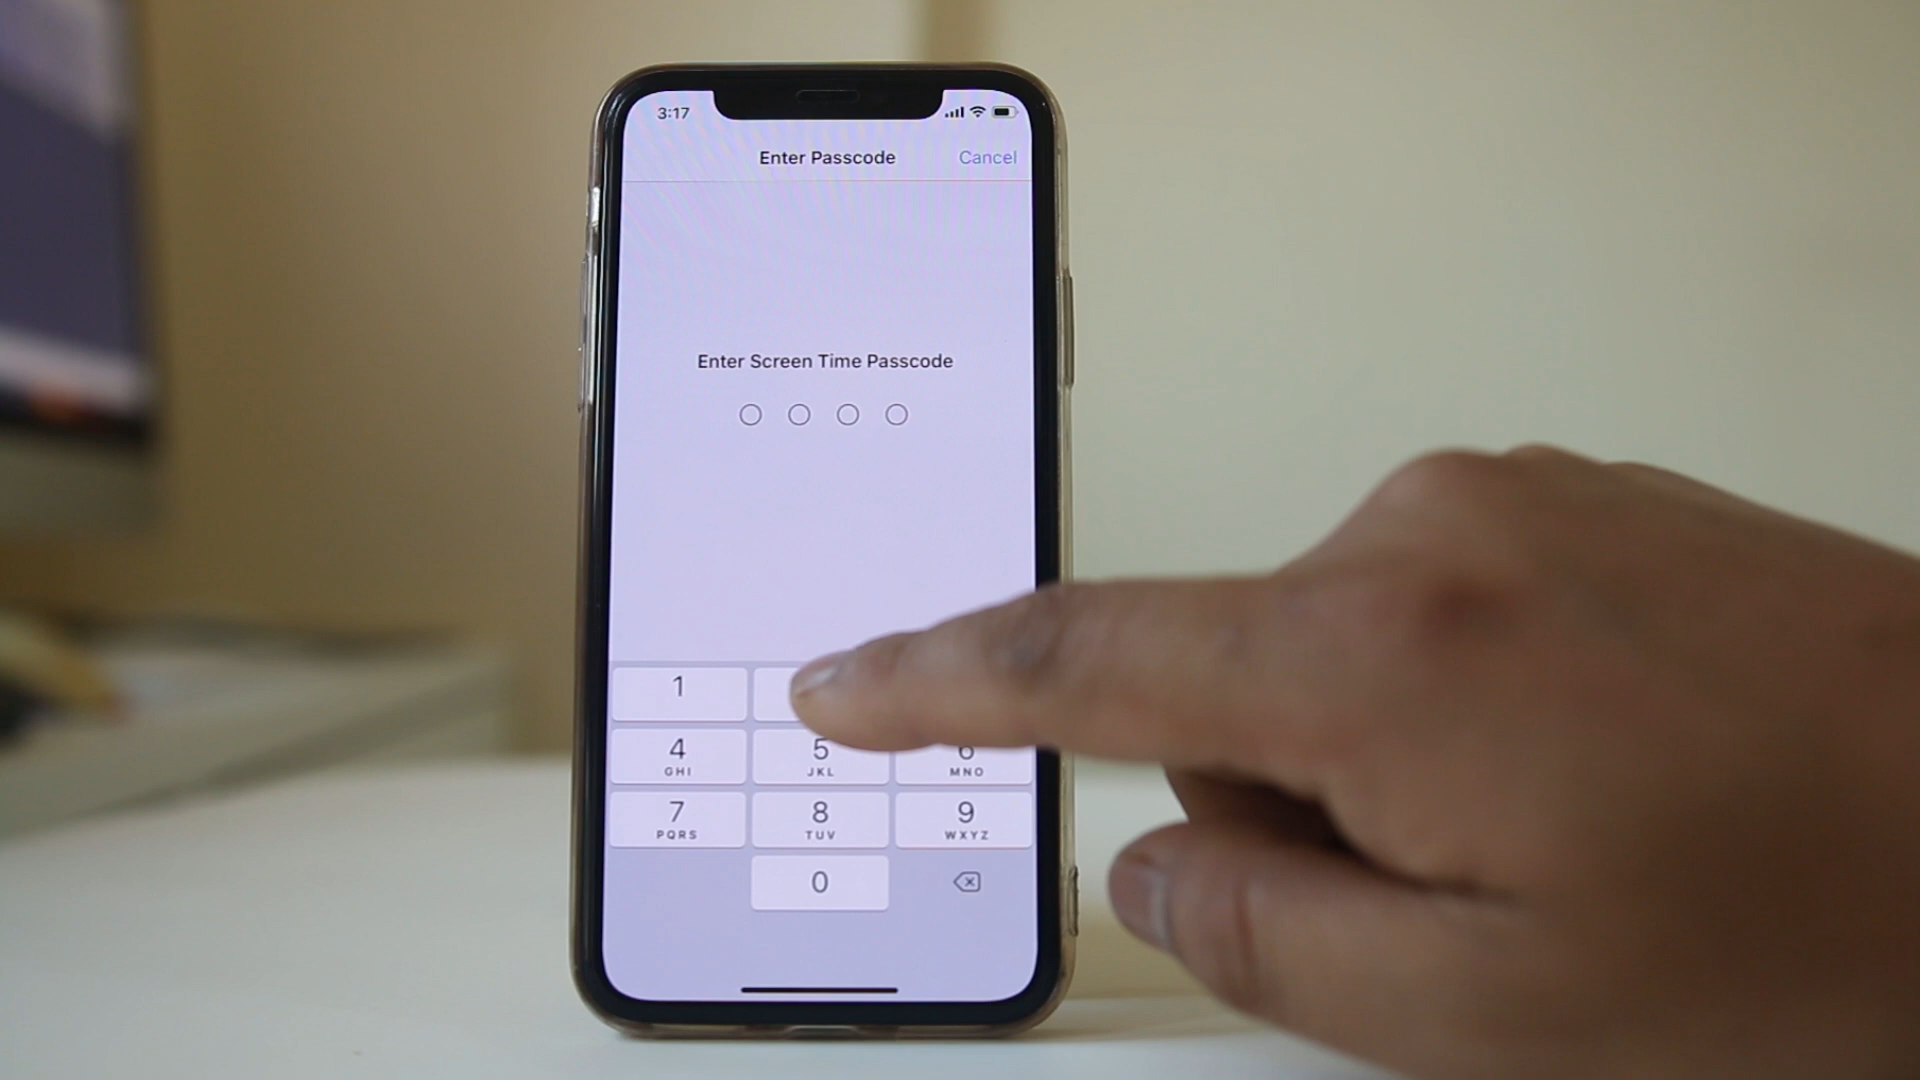 3:17
Enter Passcode Cancel
Enter Screen Time Passcode
1
4 5 6
GHI JKL MNO
7 8 9
PQRS TUV WXYZ
0